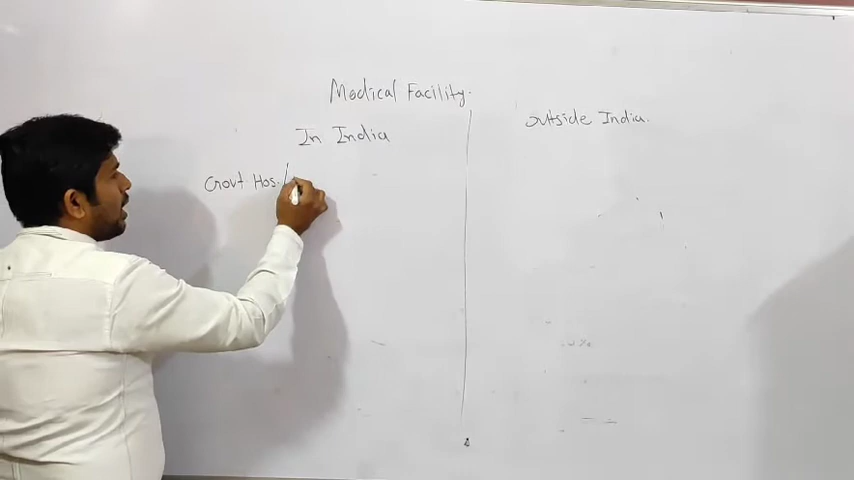 Medical Facility.
In India
outside India.
Govt Hos. /